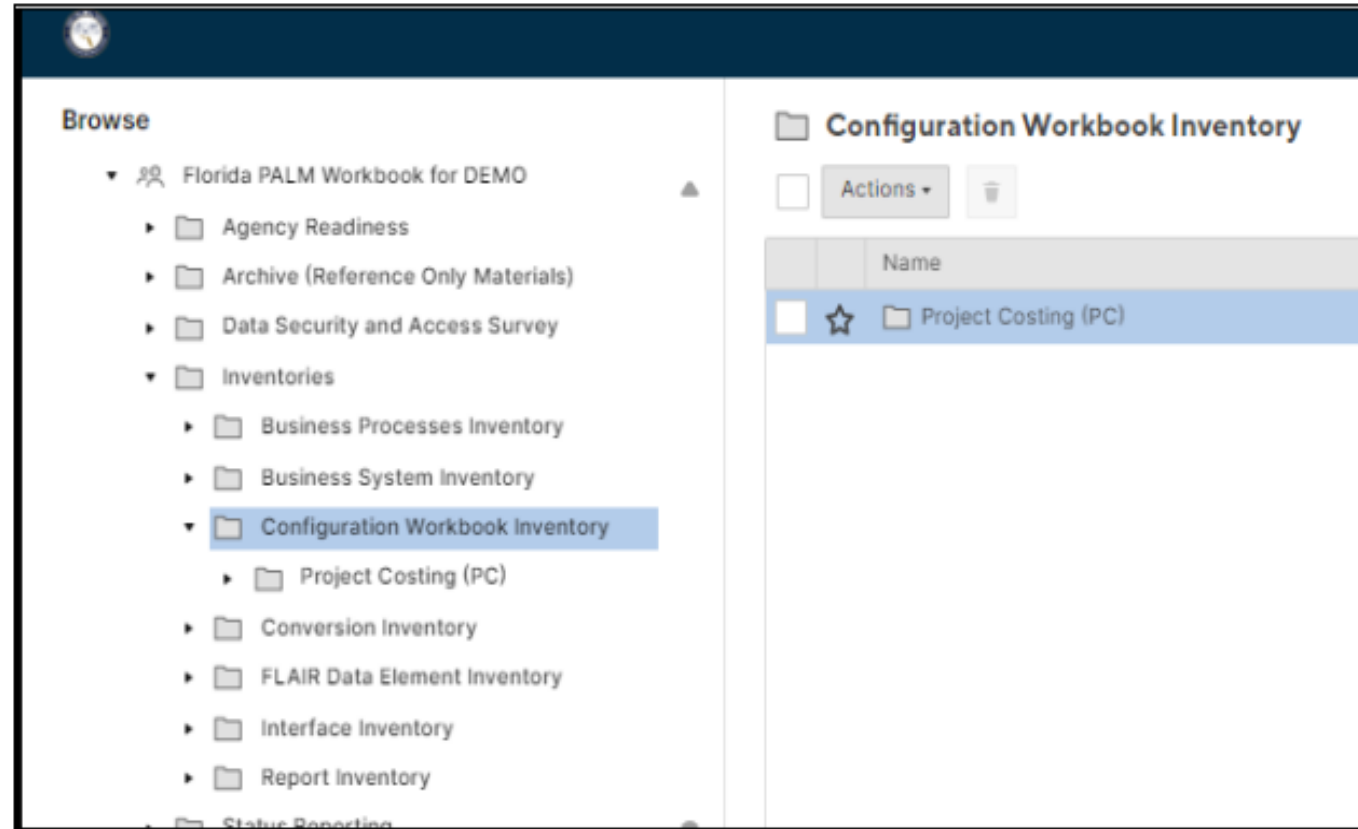 Browse
Florida PALM Workbook for DEMO
Agency Readiness
Archive (Reference Only Materials)
Data Security and Access Survey
Inventories
Business Processes Inventory
Business System Inventory
Configuration Workbook Inventory
Project Costing (PC)
Conversion Inventory
FLAIR Data Element Inventory
Interface Inventory
Report Inventory
Status Reporting
Configuration Workbook Inventory
Actions
Name
Project Costing (PC)